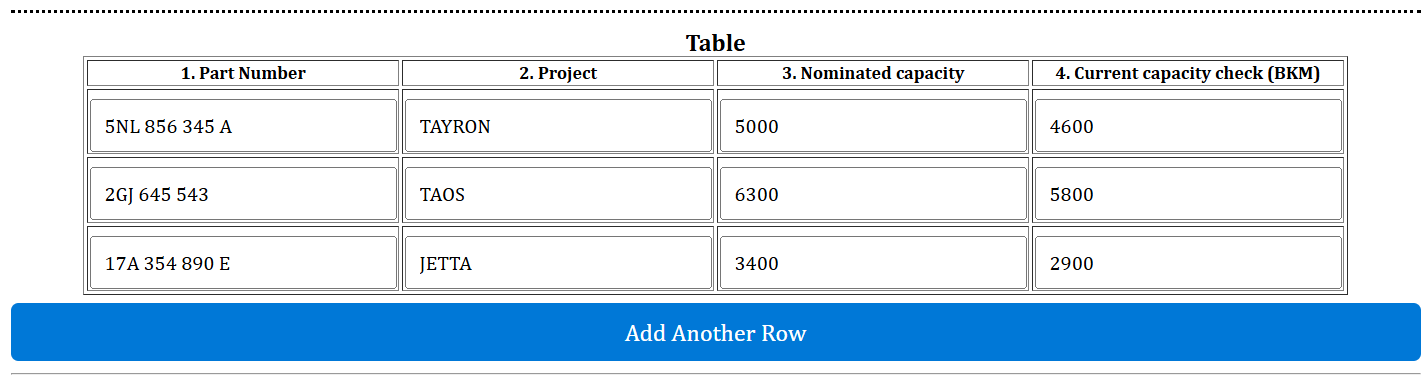 Table
1. Part Number 2. Project 3. Nominated capacity 4. Current capacity check (BKM)
5NL 856 345 A TAYRON 5000 4600
2GJ 645 543 TAOS 6300 5800
17A 354 890 E JETTA 3400 2900
Add Another Row